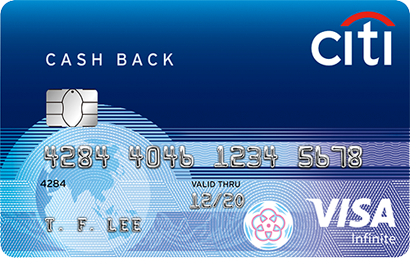 citi
CASH BACK
4284 4046 1234 5678
4284
VALID THRU
12/20
T. F. LEE
VISA
Infinite